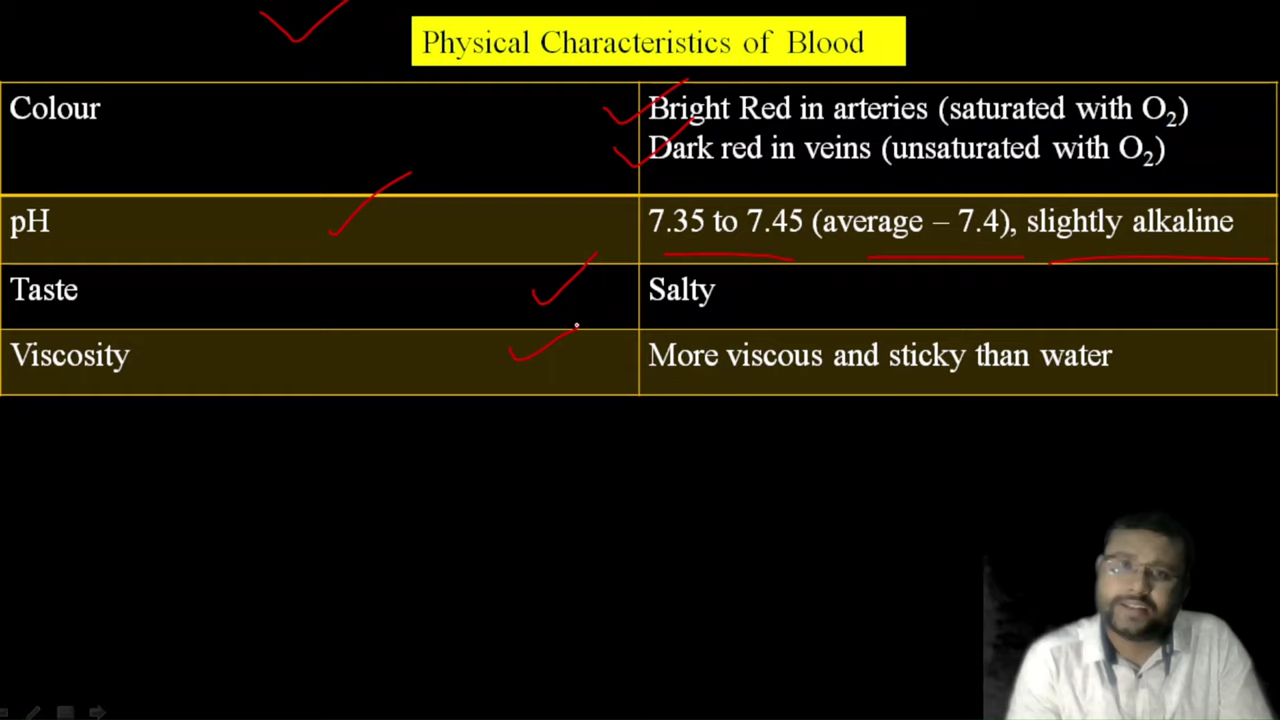 Physical Characteristics of Blood
Colour
Bright Red in arteries (saturated with O₂)
Dark red in veins (unsaturated with O₂)
pH
7.35 to 7.45 (average – 7.4), slightly alkaline
Taste
Salty
Viscosity
More viscous and sticky than water